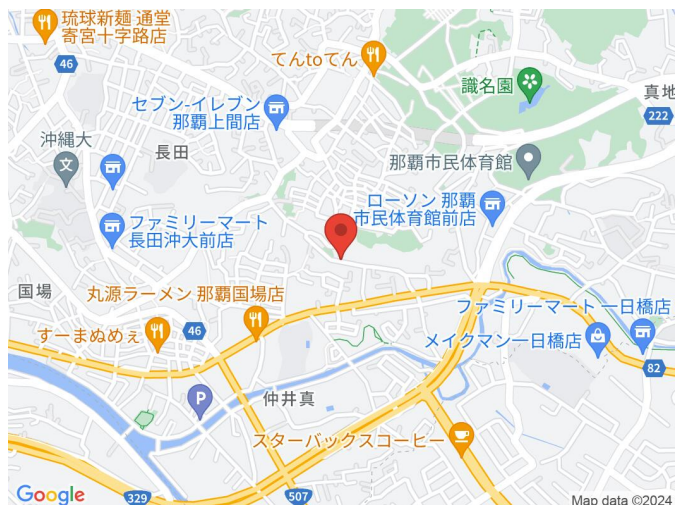 琉球新麺 通堂
寄宮十字路店
46
てんtoてん
識名園
真地
222
セブン-イレブン
那覇上間店
沖縄大
長田
那覇市民体育館
ローソン 那覇
市民体育館前店
ファミリーマート
長田沖大前店
国場
丸源ラーメン 那覇国場店
ファミリーマート 一日橋店
すーまぬめぇ
46
メイクマン一日橋店
82
P
仲井真
スターバックスコーヒー
Google
329
507
Map data ©2024